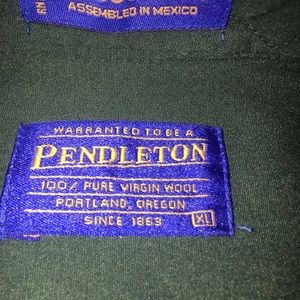 ASSEMBLED IN MEXICO
WARRANTED TO BE A
PENDLETON
100% PURE VIRGIN WOOL
PORTLAND, OREGON
SINCE 1863 XL